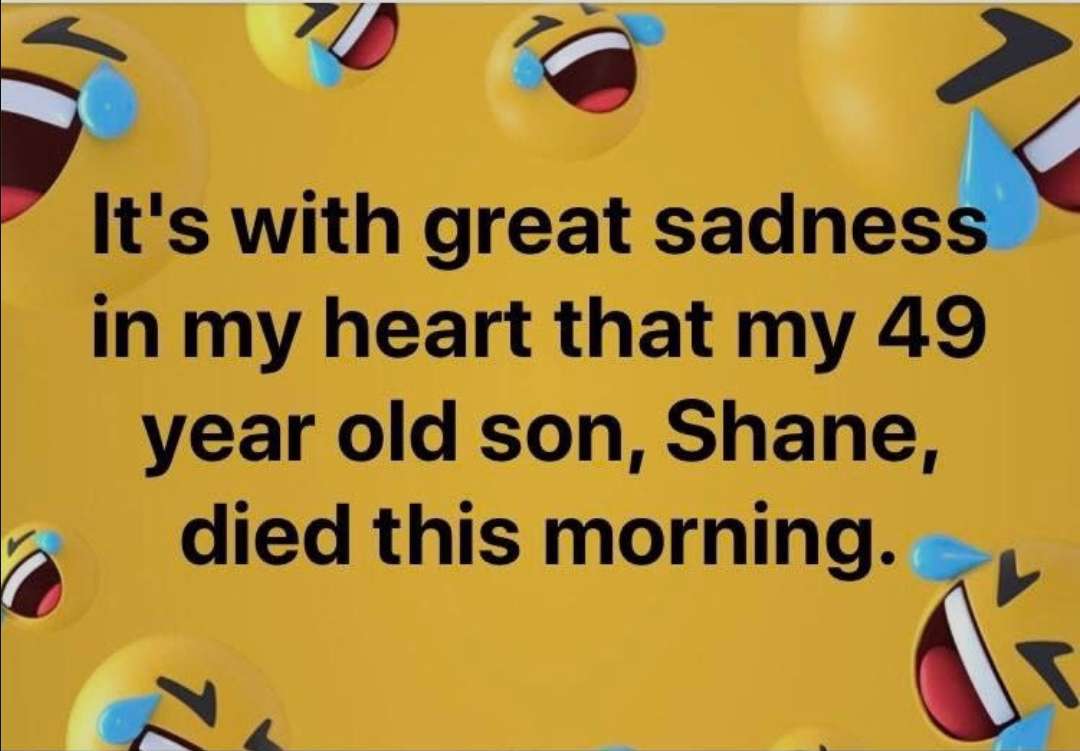 It's with great sadness
in my heart that my 49
year old son, Shane,
died this morning.